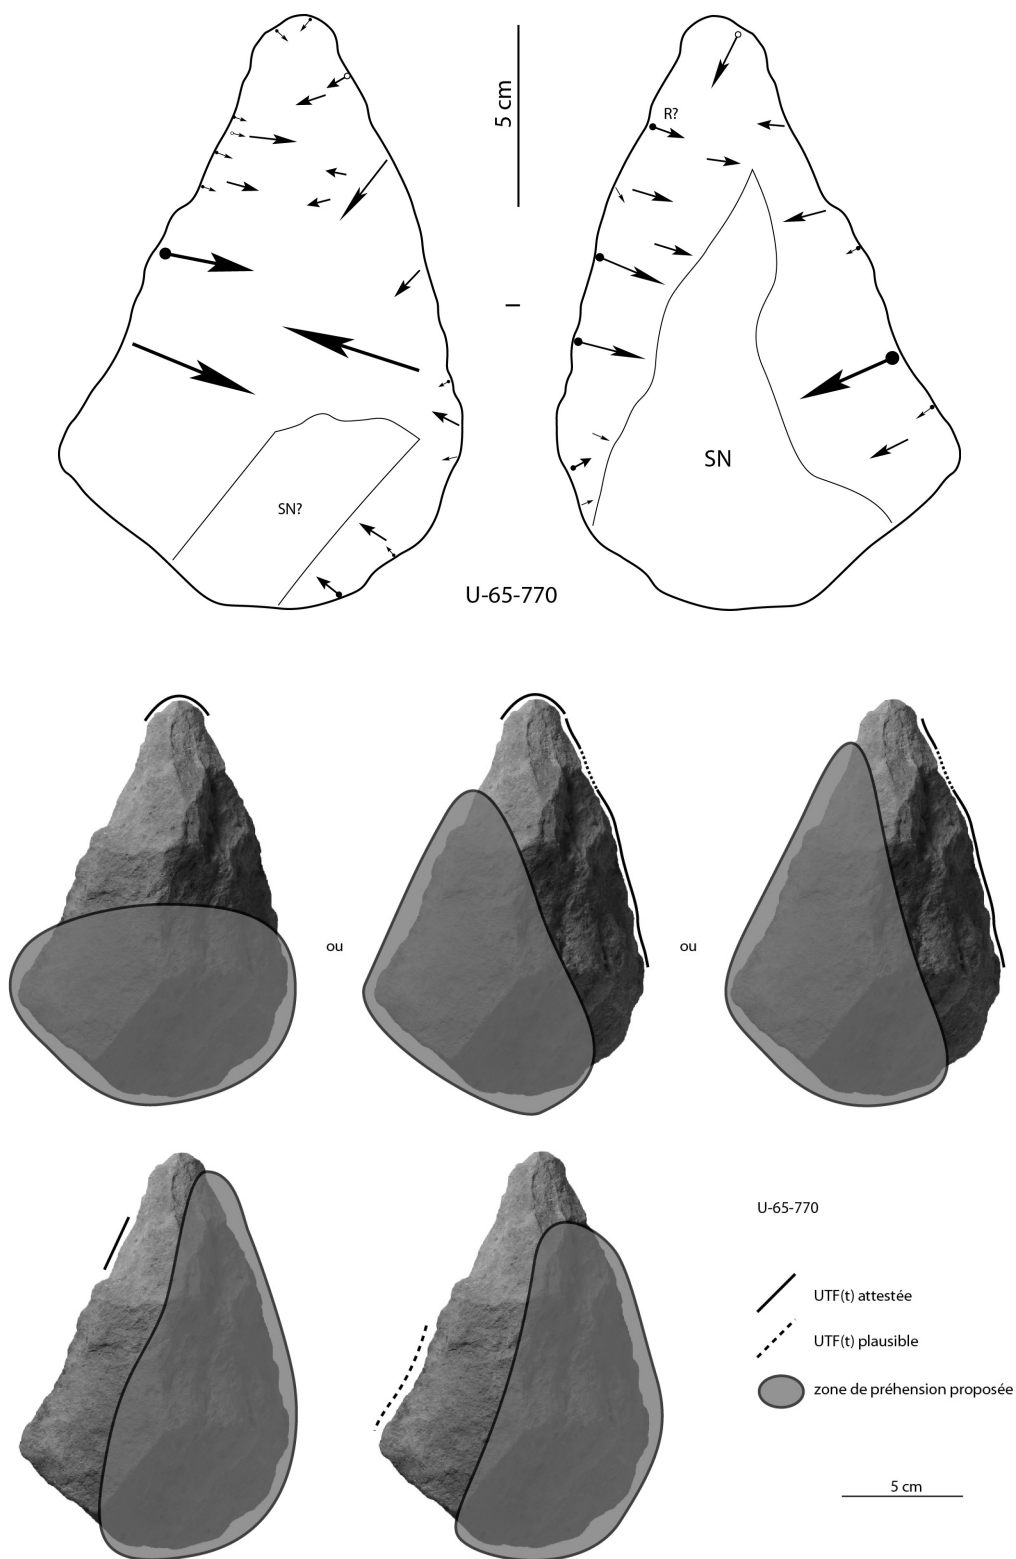 5 cm
R?
SN
SN?
U-65-770
ou
ou
U-65-770
UTF(t) attestée
UTF(t) plausible
zone de préhension proposée
5 cm